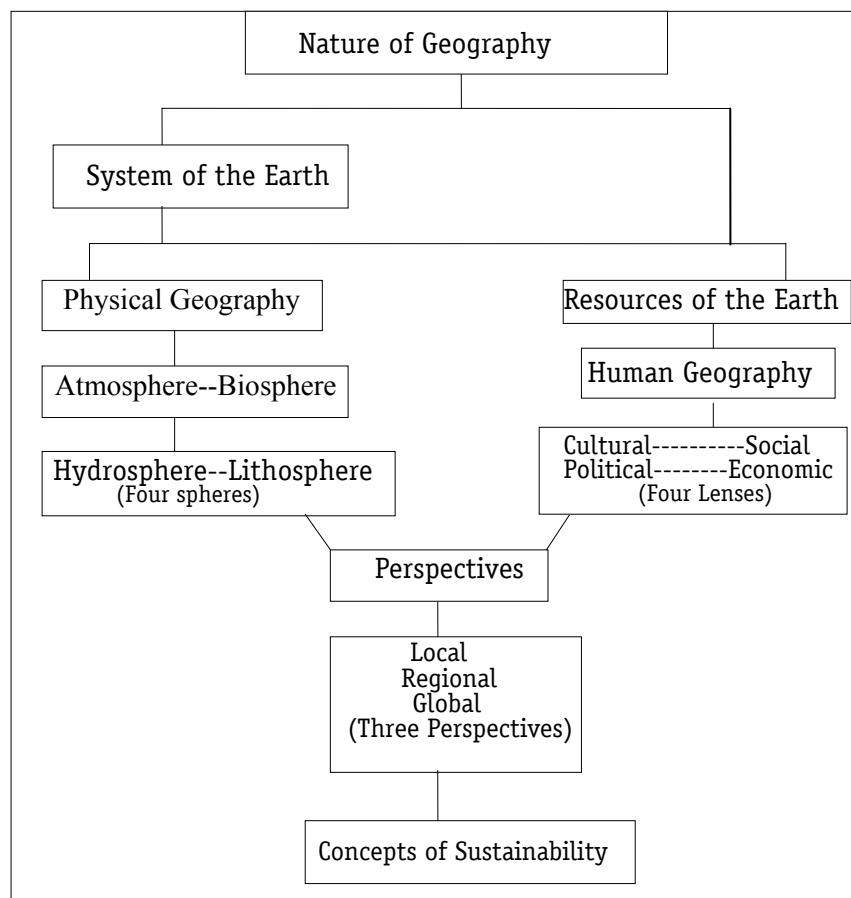 Nature of Geography
System of the Earth
Physical Geography
Resources of the Earth
Atmosphere--Biosphere
Human Geography
Hydrosphere--Lithosphere
(Four spheres)
Cultural----------Social
Political--------Economic
(Four Lenses)
Perspectives
Local
Regional
Global
(Three Perspectives)
Concepts of Sustainability